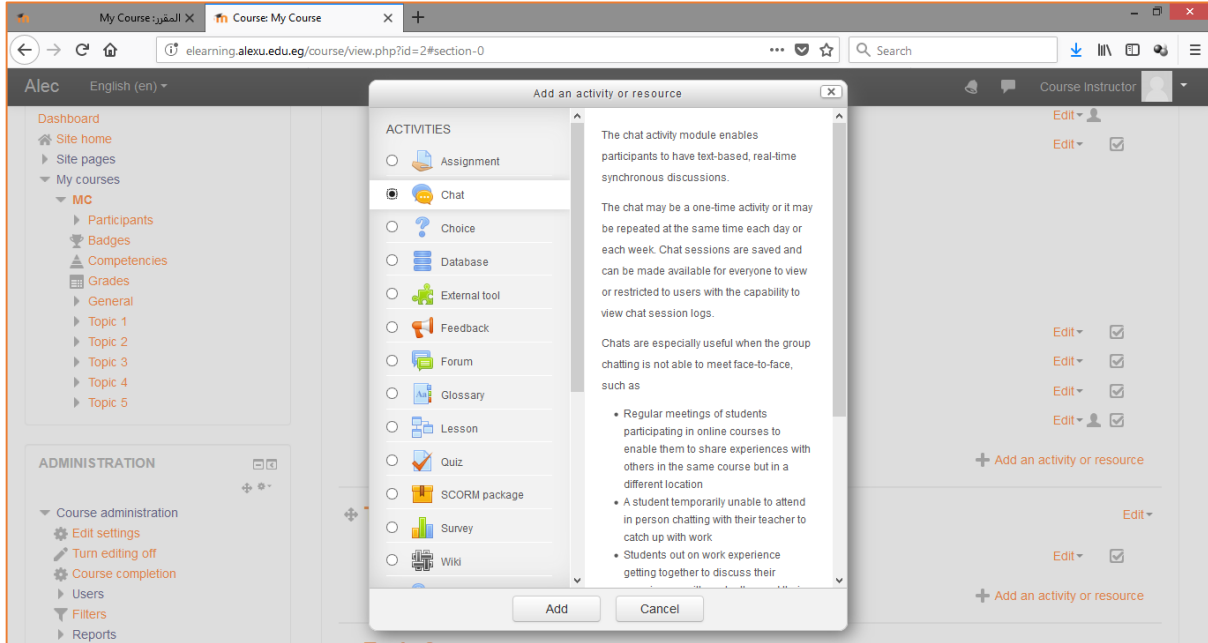 My Course :المقرر
Course: My Course
elearning.alexu.edu.eg/course/view.php?id=2#section-0
Search
Alec
English (en)
Course Instructor
Dashboard
Site home
Site pages
My courses
MC
Participants
Badges
Competencies
Grades
General
Topic 1
Topic 2
Topic 3
Topic 4
Topic 5
ADMINISTRATION
Course administration
Edit settings
Turn editing off
Course completion
Users
Filters
Reports
Add an activity or resource
ACTIVITIES
Assignment
Chat
Choice
Database
External tool
Feedback
Forum
Glossary
Lesson
Quiz
SCORM package
Survey
Wiki
The chat activity module enables
participants to have text-based, real-time
synchronous discussions.
The chat may be a one-time activity or it may
be repeated at the same time each day or
each week. Chat sessions are saved and
can be made available for everyone to view
or restricted to users with the capability to
view chat session logs.
Chats are especially useful when the group
chatting is not able to meet face-to-face,
such as
• Regular meetings of students
participating in online courses to
enable them to share experiences with
others in the same course but in a
different location
• A student temporarily unable to attend
in person chatting with their teacher to
catch up with work
• Students out on work experience
getting together to discuss their
Add
Cancel
Edit
Edit
Edit
Edit
Edit
Edit
Add an activity or resource
Edit
Edit
Add an activity or resource